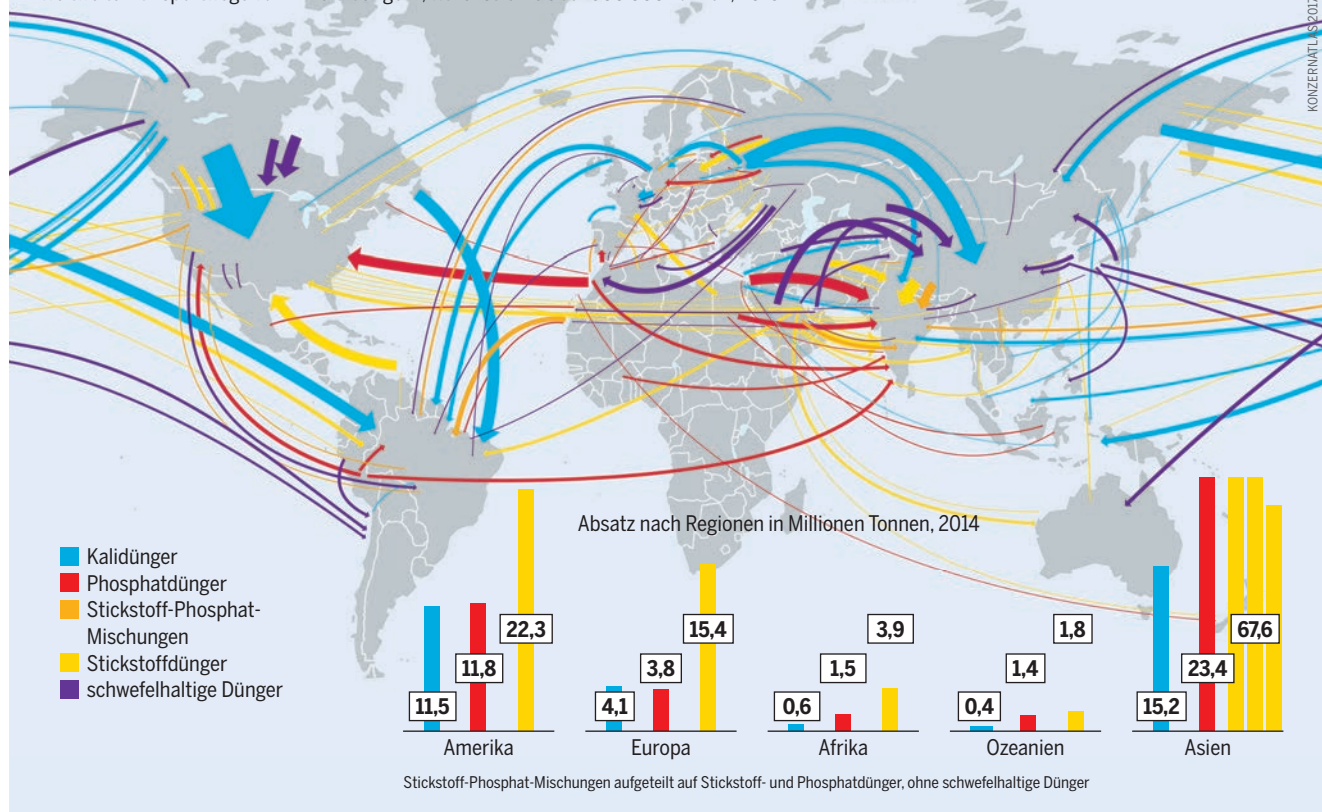 KONZERNATLAS 2017
Absatz nach Regionen in Millionen Tonnen, 2014
Kalidünger
Phosphatdünger
Stickstoff-Phosphat-
Mischungen
Stickstoffdünger
schwefelhaltige Dünger
11,5
11,8
22,3
Amerika
4,1
3,8
15,4
Europa
0,6
1,5
3,9
Afrika
0,4
1,4
1,8
Ozeanien
15,2
23,4
67,6
Asien
Stickstoff-Phosphat-Mischungen aufgeteilt auf Stickstoff- und Phosphatdünger, ohne schwefelhaltige Dünger